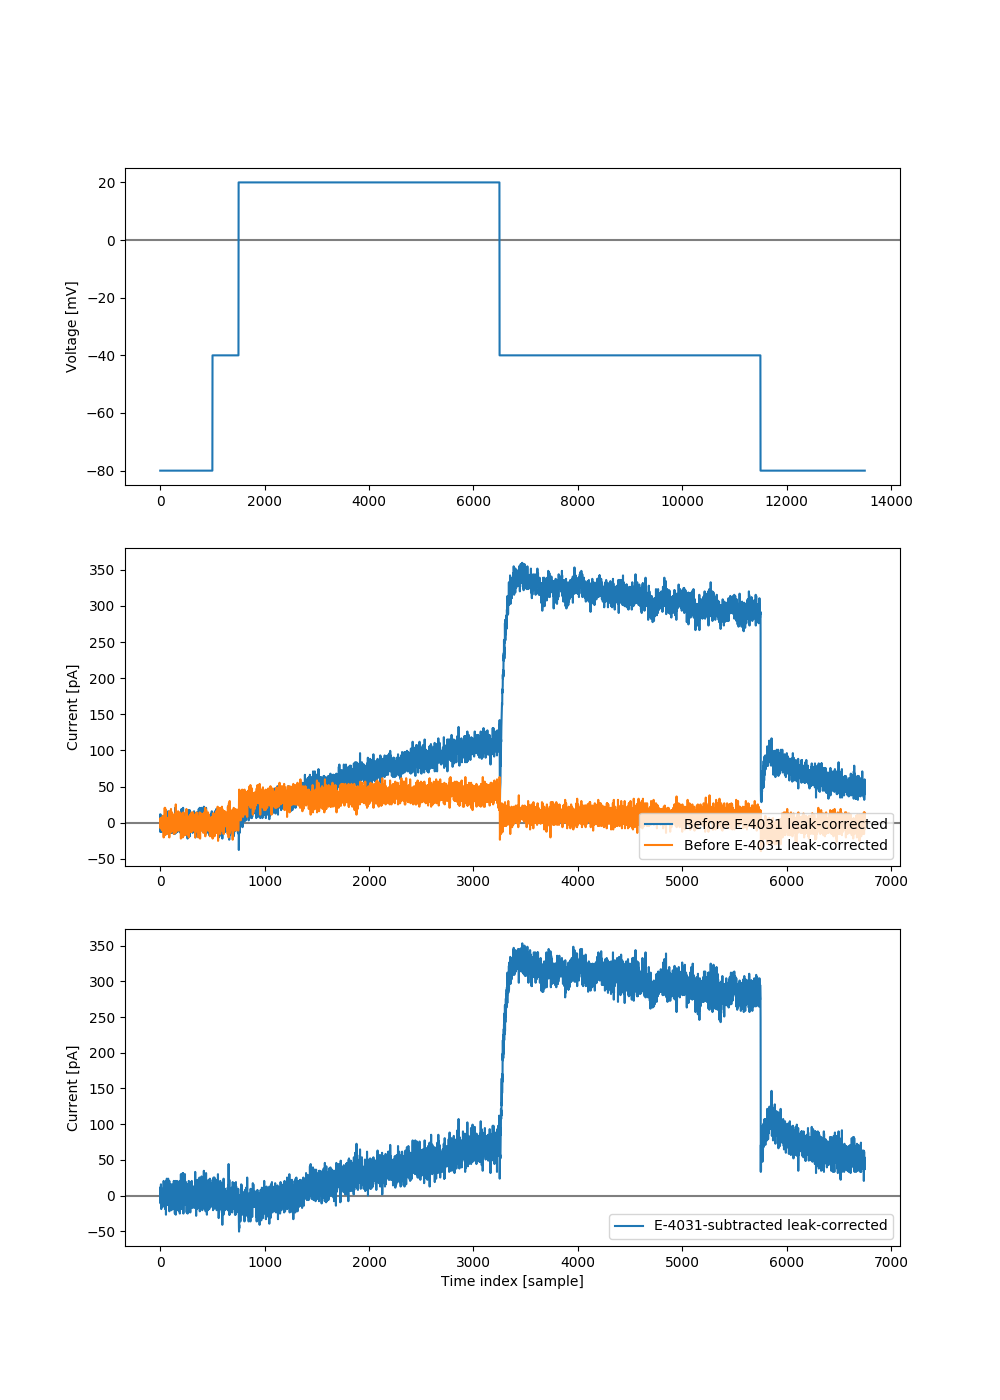 20
0
−20
−40
−60
−80
Voltage [mV]
0 2000 4000 6000 8000 10000 12000 14000
350
300
250
200
150
100
50
0
−50
Current [pA]
Before E-4031 leak-corrected
Before E-4031 leak-corrected
0 1000 2000 3000 4000 5000 6000 7000
350
300
250
200
150
100
50
0
−50
Current [pA]
E-4031-subtracted leak-corrected
0 1000 2000 3000 4000 5000 6000 7000
Time index [sample]